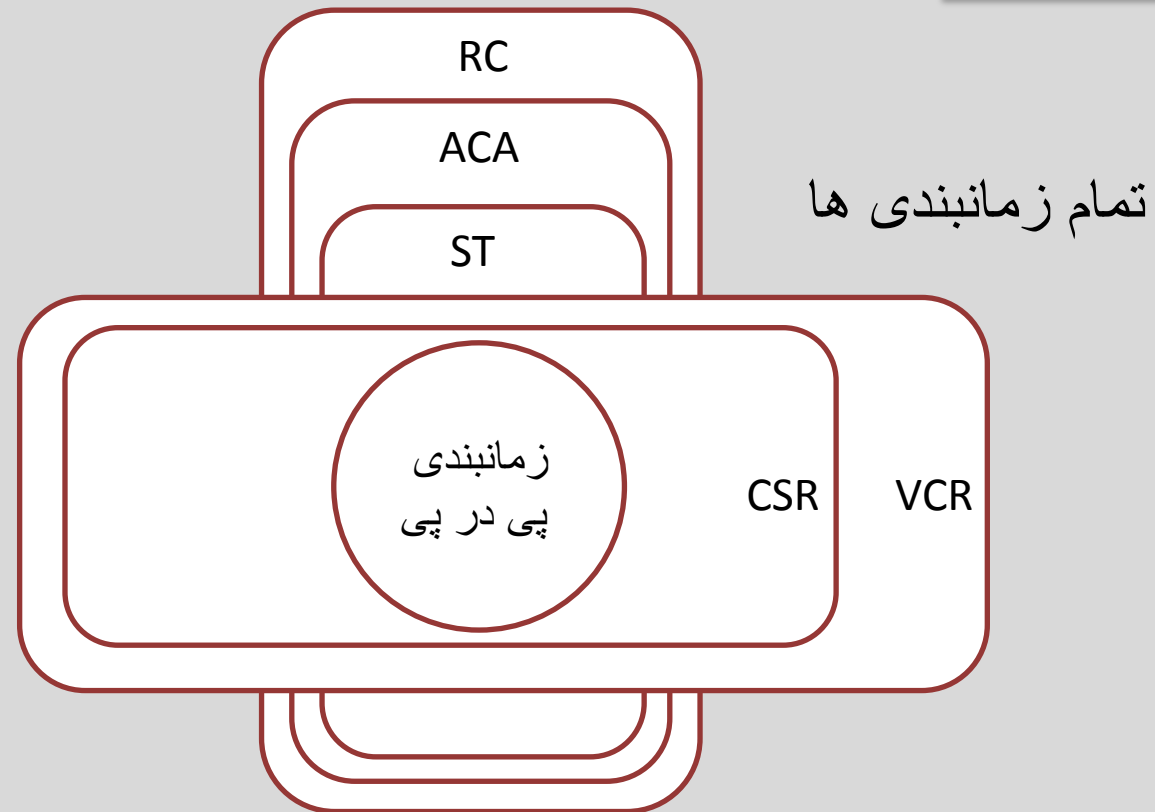 RC
ACA
تمام زمانبندی ها
ST
زمانبندی
پی در پی
CSR
VCR